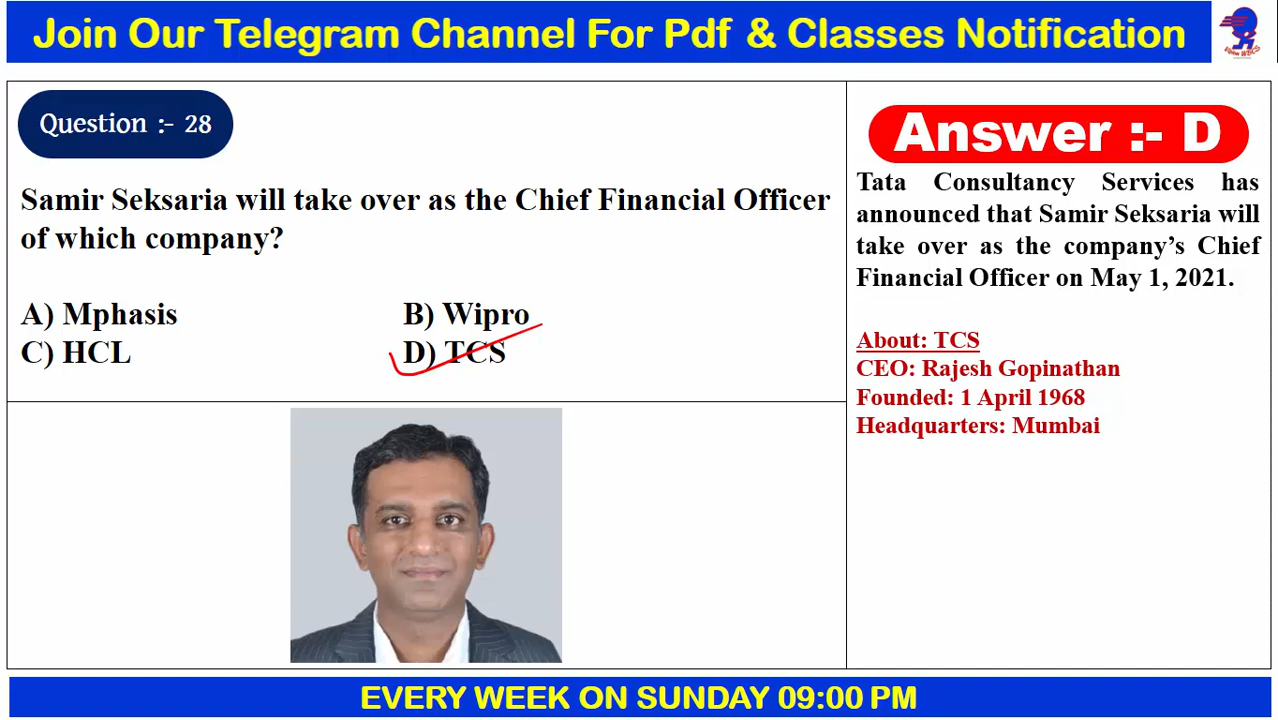 Join Our Telegram Channel For Pdf & Classes Notification
Question :- 28
Samir Seksaria will take over as the Chief Financial Officer
of which company?
A) Mphasis
B) Wipro
C) HCL
D) TCS
Answer :- D
Tata Consultancy Services has
announced that Samir Seksaria will
take over as the company’s Chief
Financial Officer on May 1, 2021.
About: TCS
CEO: Rajesh Gopinathan
Founded: 1 April 1968
Headquarters: Mumbai
EVERY WEEK ON SUNDAY 09:00 PM